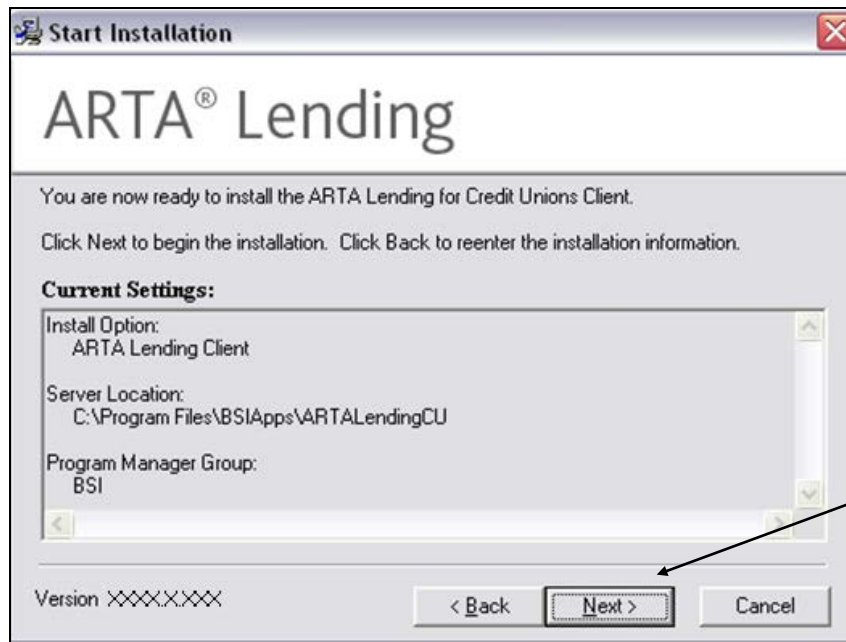 Start Installation
ARTA® Lending
You are now ready to install the ARTA Lending for Credit Unions Client.
Click Next to begin the installation. Click Back to reenter the installation information.
Current Settings:
Install Option:
ARTA Lending Client
Server Location:
C:\Program Files\BSIApps\ARTALendingCU
Program Manager Group:
BSI
Version XXXX.X.XXX
< Back Next > Cancel